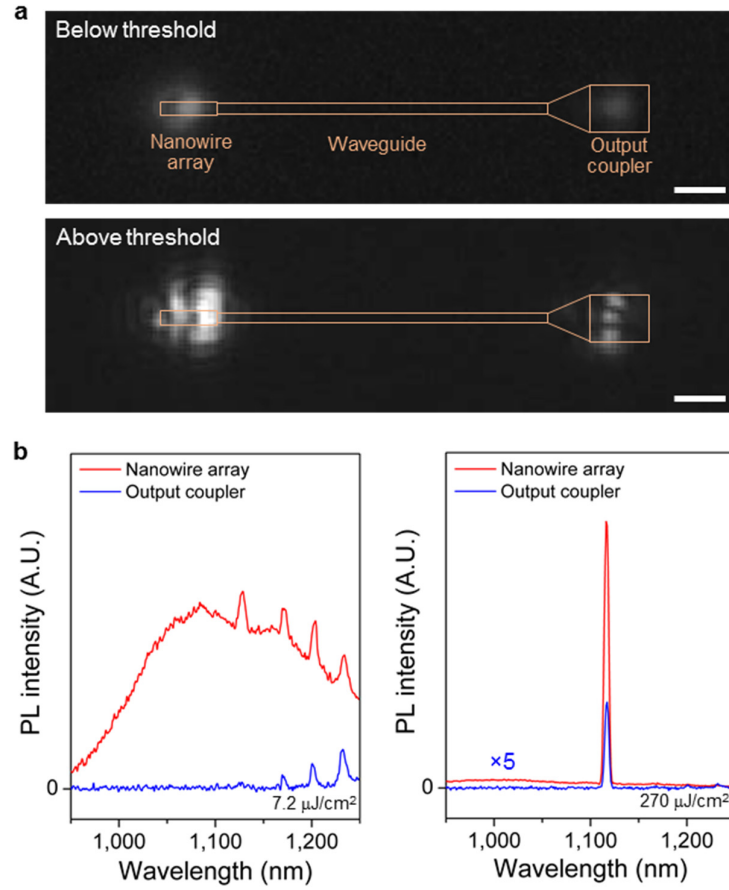 a
Below threshold
Nanowire
array
Waveguide
Output
coupler
Above threshold
b
Nanowire array
Output coupler
PL intensity (A.U.)
0
7.2 μJ/cm²
1,000
1,100
1,200
Wavelength (nm)
Nanowire array
Output coupler
PL intensity (A.U.)
×5
0
270 μJ/cm²
1,000
1,100
1,200
Wavelength (nm)